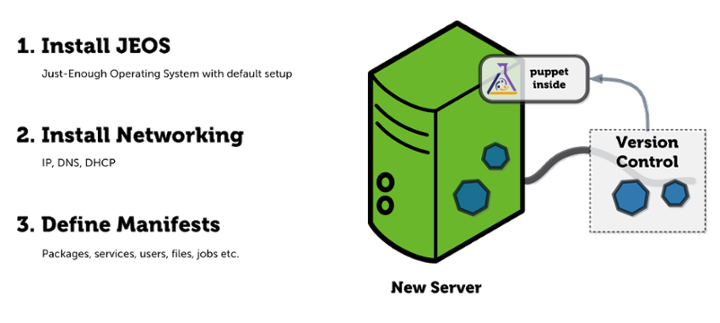 1. Install JEOS
Just-Enough Operating System with default setup
2. Install Networking
IP, DNS, DHCP
3. Define Manifests
Packages, services, users, files, jobs etc.
puppet
inside
Version
Control
New Server